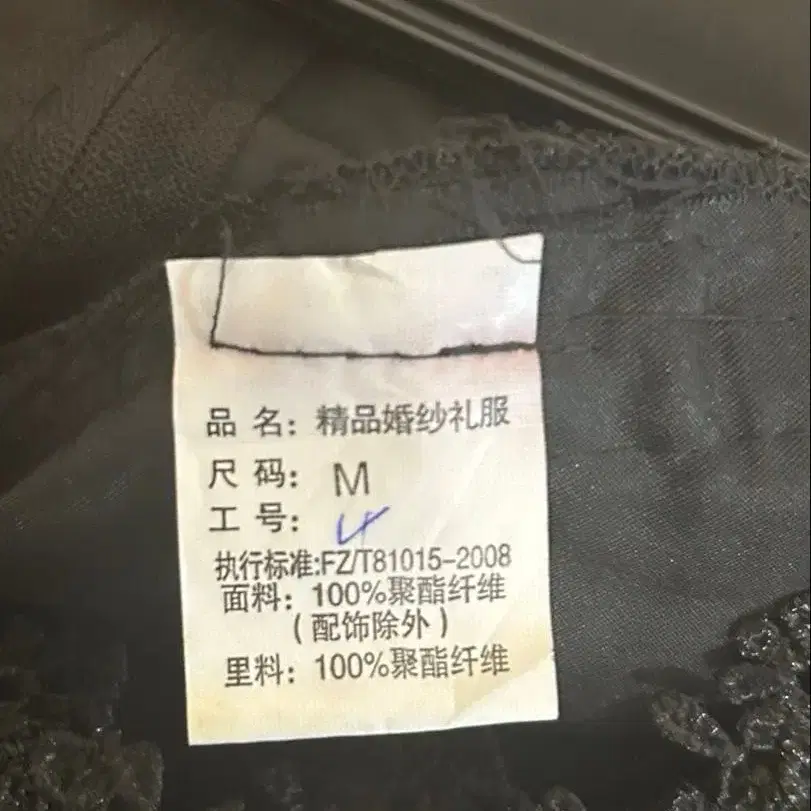 品 名：精品婚纱礼服
尺 码：M
工 号：4
执行标准:FZ/T81015-2008
面料：100%聚酯纤维
（配饰除外）
里料：100%聚酯纤维